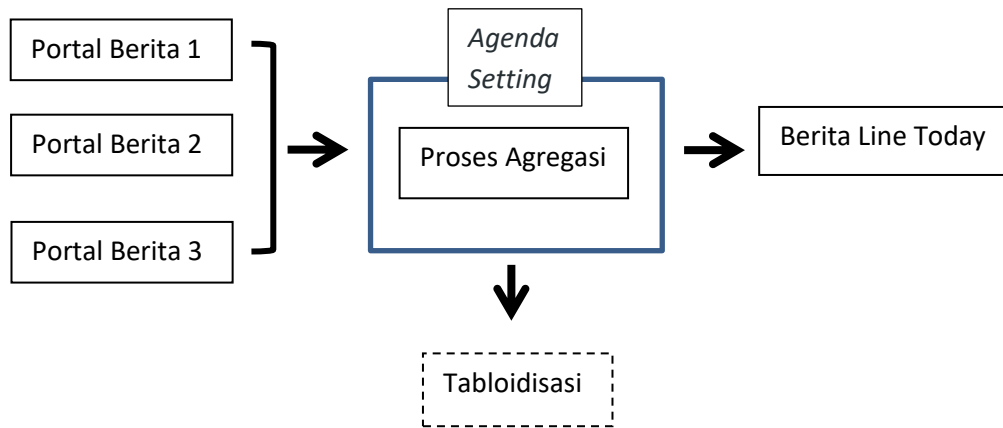 Portal Berita 1
Portal Berita 2
Portal Berita 3
Agenda
Setting
Proses Agregasi
Berita Line Today
Tabloidisasi